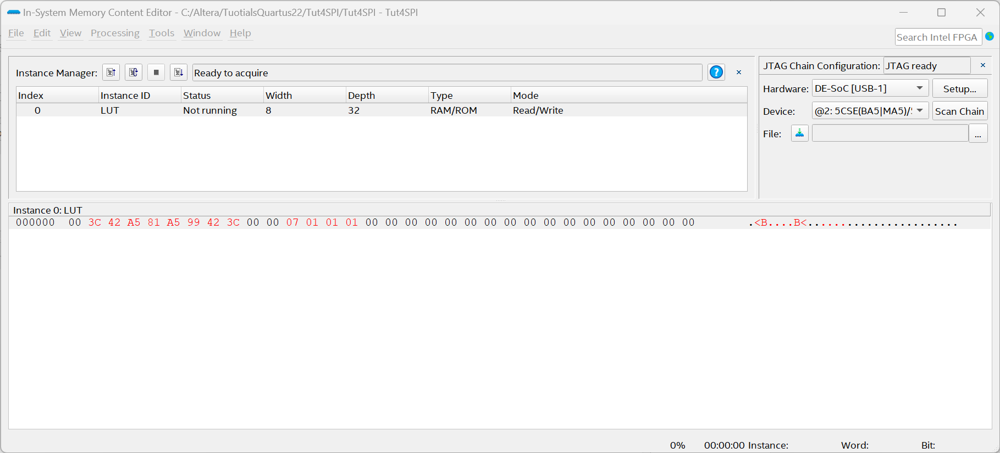 In-System Memory Content Editor - C:/Altera/TuotialsQuartus22/Tut4SPI/Tut4SPI - Tut4SPI
File Edit View Processing Tools Window Help
Search Intel FPGA
Instance Manager: Ready to acquire
JTAG Chain Configuration: JTAG ready
Index Instance ID Status Width Depth Type Mode
0 LUT Not running 8 32 RAM/ROM Read/Write
Hardware: DE-SoC [USB-1] Setup...
Device: @2: 5CSE(BA5|MA5)/ Scan Chain
File: ...
Instance 0: LUT
000000 00 3C 42 A5 81 A5 99 42 3C 00 00 07 01 01 01 00 00 00 00 00 00 00 00 00 00 00 00 00 00 00 00 00 .<B....B<.......................
0% 00:00:00 Instance: Word: Bit: